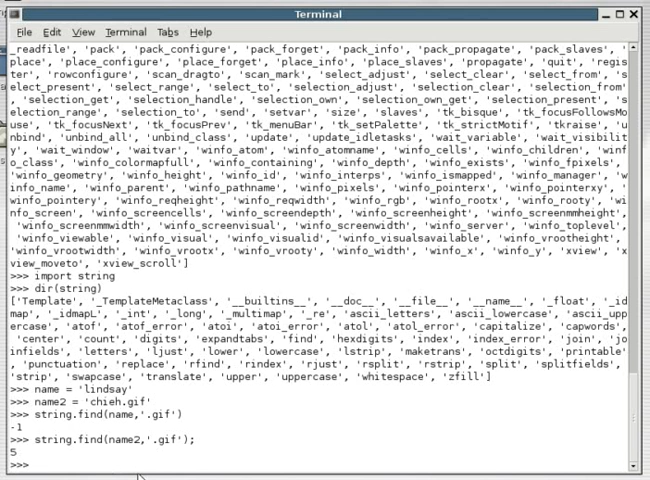 Terminal
File Edit View Terminal Tabs Help
_readfile', 'pack', 'pack_configure', 'pack_forget', 'pack_info', 'pack_propagate', 'pack_slaves', '
place', 'place_configure', 'place_forget', 'place_info', 'place_slaves', 'propagate', 'quit', 'regis
ter', 'rowconfigure', 'scan_dragto', 'scan_mark', 'select_adjust', 'select_clear', 'select_from', 's
elect_present', 'select_range', 'select_to', 'selection_adjust', 'selection_clear', 'selection_from'
, 'selection_get', 'selection_handle', 'selection_own', 'selection_own_get', 'selection_present', 's
election_range', 'selection_to', 'send', 'setvar', 'size', 'slaves', 'tk_bisque', 'tk_focusFollowsMo
use', 'tk_focusNext', 'tk_focusPrev', 'tk_menuBar', 'tk_setPalette', 'tk_strictMotif', 'tkraise', 'u
nbind', 'unbind_all', 'unbind_class', 'update', 'update_idletasks', 'wait_variable', 'wait_visibilit
y', 'wait_window', 'waitvar', 'winfo_atom', 'winfo_atomname', 'winfo_cells', 'winfo_children', 'winf
o_class', 'winfo_colormapfull', 'winfo_containing', 'winfo_depth', 'winfo_exists', 'winfo_fpixels',
'winfo_geometry', 'winfo_height', 'winfo_id', 'winfo_interps', 'winfo_ismapped', 'winfo_manager', 'w
info_name', 'winfo_parent', 'winfo_pathname', 'winfo_pixels', 'winfo_pointerx', 'winfo_pointerxy', '
winfo_pointery', 'winfo_reqheight', 'winfo_reqwidth', 'winfo_rgb', 'winfo_rootx', 'winfo_rooty', 'wi
nfo_screen', 'winfo_screencells', 'winfo_screendepth', 'winfo_screenheight', 'winfo_screenmmheight',
'winfo_screenmmwidth', 'winfo_screenvisual', 'winfo_screenwidth', 'winfo_server', 'winfo_toplevel',
'winfo_viewable', 'winfo_visual', 'winfo_visualid', 'winfo_visualsavailable', 'winfo_vrootheight',
'winfo_vrootwidth', 'winfo_vrootx', 'winfo_vrooty', 'winfo_width', 'winfo_x', 'winfo_y', 'xview', 'x
view_moveto', 'xview_scroll']
>>> import string
>>> dir(string)
['Template', '_TemplateMetaclass', '__builtins__', '__doc__', '__file__', '__name__', '_float', '_id
map', '_idmapL', '_int', '_long', '_multimap', '_re', 'ascii_letters', 'ascii_lowercase', 'ascii_upp
ercase', 'atof', 'atof_error', 'atoi', 'atoi_error', 'atol', 'atol_error', 'capitalize', 'capwords',
'center', 'count', 'digits', 'expandtabs', 'find', 'hexdigits', 'index', 'index_error', 'join', 'jo
infields', 'letters', 'ljust', 'lower', 'lowercase', 'lstrip', 'maketrans', 'octdigits', 'printable'
, 'punctuation', 'replace', 'rfind', 'rindex', 'rjust', 'rsplit', 'rstrip', 'split', 'splitfields',
'strip', 'swapcase', 'translate', 'upper', 'uppercase', 'whitespace', 'zfill']
>>> name = 'lindsay'
>>> name2 = 'chieh.gif'
>>> string.find(name,'.gif')
-1
>>> string.find(name2,'.gif');
5
>>>